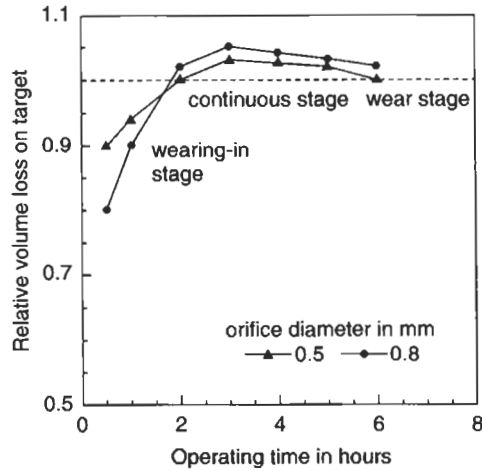 1.1
0.9
0.7
0.5
Relative volume loss on target
continuous stage
wear stage
wearing-in
stage
orifice diameter in mm
0.5
0.8
0
2
4
6
8
Operating time in hours